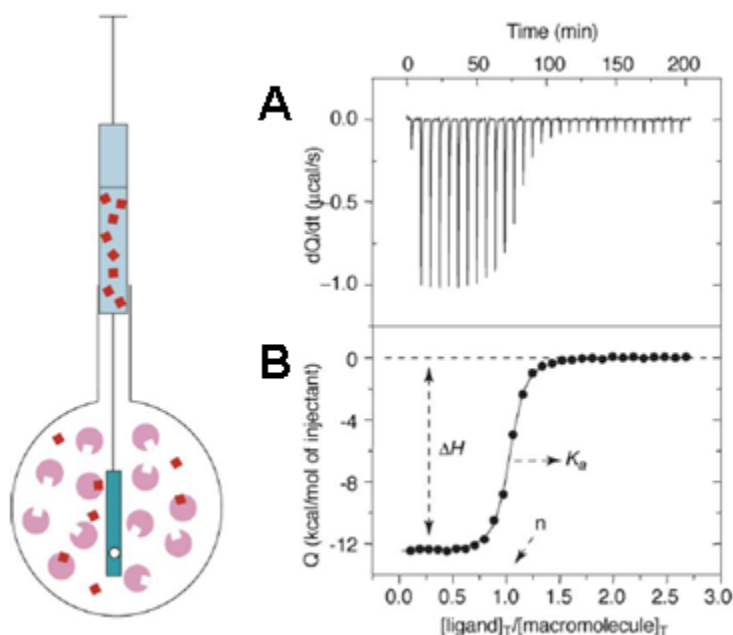 Time (min)
0 50 100 150 200
A
0.0
-0.5
-1.0
dQ/dt (μcal/s)
B
0
-4
-8
-12
Q (kcal/mol of injectant)
ΔH
Kₐ
n
0.0 0.5 1.0 1.5 2.0 2.5 3.0
[ligand]T/[macromolecule]T